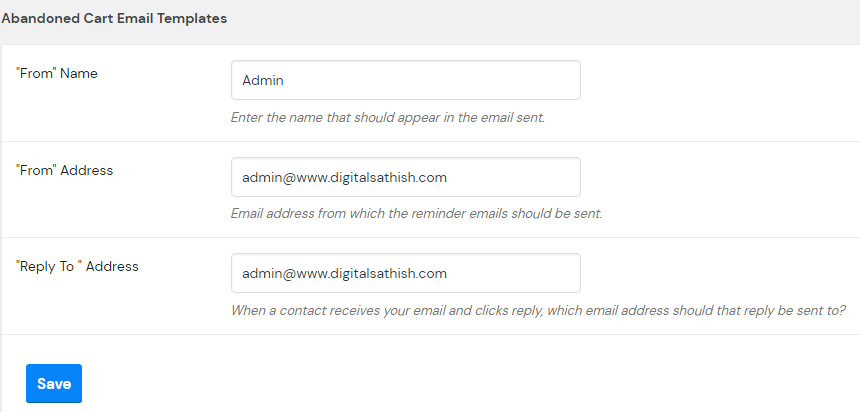 Abandoned Cart Email Templates
"From" Name
Admin
Enter the name that should appear in the email sent.
"From" Address
admin@www.digitalsathish.com
Email address from which the reminder emails should be sent.
"Reply To " Address
admin@www.digitalsathish.com
When a contact receives your email and clicks reply, which email address should that reply be sent to?
Save